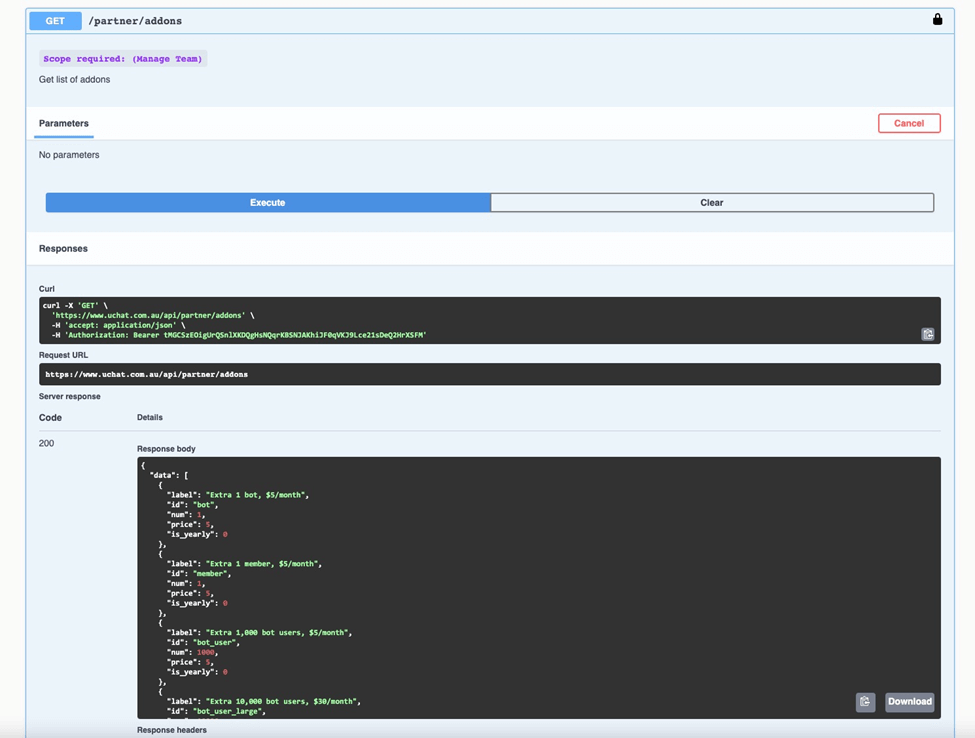 GET /partner/addons
Scope required: (Manage Team)
Get list of addons
Parameters
Cancel
No parameters
Execute
Clear
Responses
Curl
curl -X 'GET' \
'https://www.uchat.com.au/api/partner/addons' \
-H 'accept: application/json' \
-H 'Authorization: Bearer
Request URL
https://www.uchat.com.au/api/partner/addons
Server response
Code Details
200
Response body
{
"data": [
{
"label": "Extra 1 bot, $5/month",
"id": "bot",
"num": 1,
"price": 5,
"is_yearly": 0
},
{
"label": "Extra 1 member, $5/month",
"id": "member",
"num": 1,
"price": 5,
"is_yearly": 0
},
{
"label": "Extra 1,000 bot users, $5/month",
"id": "bot_user",
"num": 1000,
"price": 5,
"is_yearly": 0
},
{
"label": "Extra 10,000 bot users, $30/month",
"id": "bot_user_large",
Download
Response headers